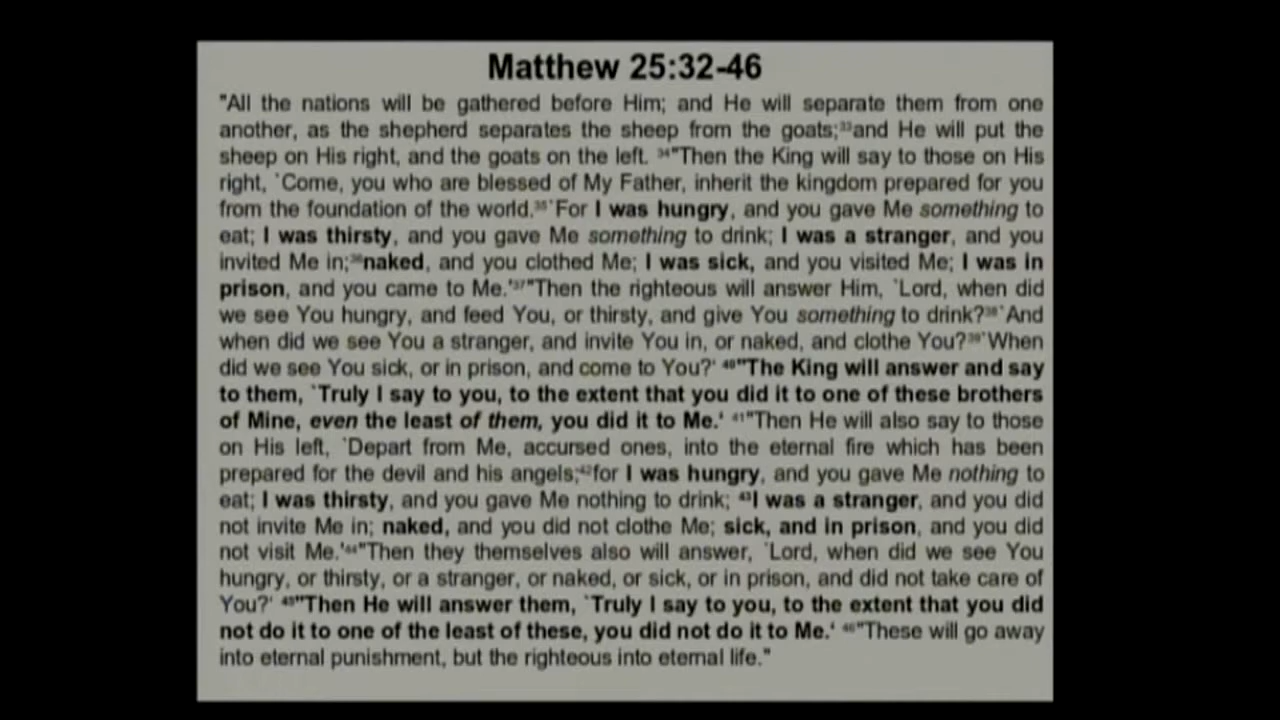 Matthew 25:32-46
"All the nations will be gathered before Him; and He will separate them from one
another, as the shepherd separates the sheep from the goats;³³and He will put the
sheep on His right, and the goats on the left. ³⁴"Then the King will say to those on His
right, `Come, you who are blessed of My Father, inherit the kingdom prepared for you
from the foundation of the world.³⁵`For I was hungry, and you gave Me something to
eat; I was thirsty, and you gave Me something to drink; I was a stranger, and you
invited Me in;³⁶naked, and you clothed Me; I was sick, and you visited Me; I was in
prison, and you came to Me.'³⁷"Then the righteous will answer Him, `Lord, when did
we see You hungry, and feed You, or thirsty, and give You something to drink?³⁸`And
when did we see You a stranger, and invite You in, or naked, and clothe You?³⁹`When
did we see You sick, or in prison, and come to You?' ⁴⁰"The King will answer and say
to them, `Truly I say to you, to the extent that you did it to one of these brothers
of Mine, even the least of them, you did it to Me.' ⁴¹"Then He will also say to those
on His left, `Depart from Me, accursed ones, into the eternal fire which has been
prepared for the devil and his angels;⁴²for I was hungry, and you gave Me nothing to
eat; I was thirsty, and you gave Me nothing to drink; ⁴³I was a stranger, and you did
not invite Me in; naked, and you did not clothe Me; sick, and in prison, and you did
not visit Me.'⁴⁴"Then they themselves also will answer, `Lord, when did we see You
hungry, or thirsty, or a stranger, or naked, or sick, or in prison, and did not take care of
You?' ⁴⁵"Then He will answer them, `Truly I say to you, to the extent that you did
not do it to one of the least of these, you did not do it to Me.' ⁴⁶"These will go away
into eternal punishment, but the righteous into eternal life."